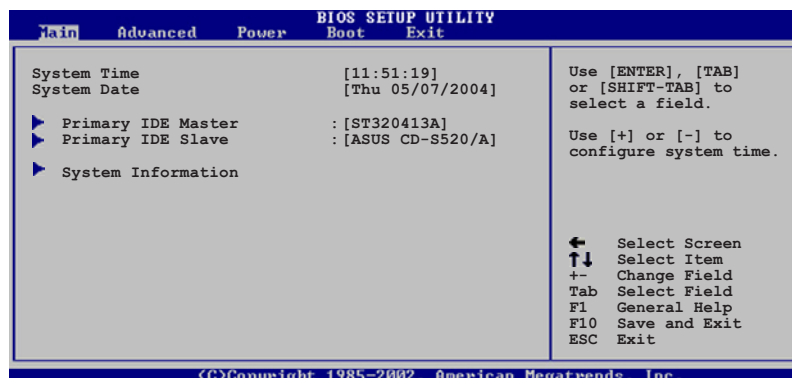 BIOS SETUP UTILITY
Main Advanced Power Boot Exit
System Time [11:51:19]
System Date [Thu 05/07/2004]
Primary IDE Master :[ST320413A]
Primary IDE Slave :[ASUS CD-S520/A]
System Information
Use [ENTER], [TAB]
or [SHIFT-TAB] to
select a field.
Use [+] or [-] to
configure system time.
Select Screen
Select Item
+- Change Field
Tab Select Field
F1 General Help
F10 Save and Exit
ESC Exit
(C)Copyright 1985-2002, American Megatrends, Inc.